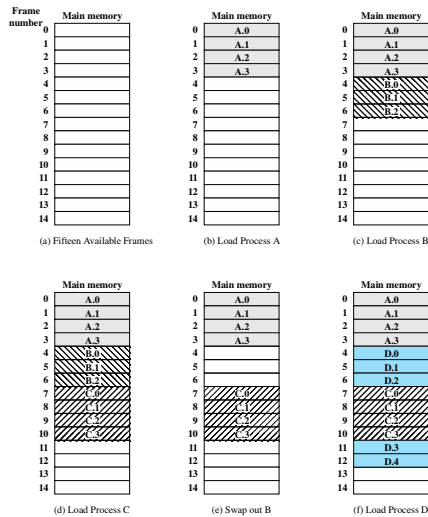 Frame
number
Main memory
0
1
2
3
4
5
6
7
8
9
10
11
12
13
14
(a) Fifteen Available Frames
Main memory
0 A.0
1 A.1
2 A.2
3 A.3
4
5
6
7
8
9
10
11
12
13
14
(b) Load Process A
Main memory
0 A.0
1 A.1
2 A.2
3 A.3
4 B.0
5 B.1
6 B.2
7
8
9
10
11
12
13
14
(c) Load Process B
Main memory
0 A.0
1 A.1
2 A.2
3 A.3
4 B.0
5 B.1
6 B.2
7 C.0
8 C.1
9 C.2
10 C.3
11
12
13
14
(d) Load Process C
Main memory
0 A.0
1 A.1
2 A.2
3 A.3
4
5
6
7 C.0
8 C.1
9 C.2
10 C.3
11
12
13
14
(e) Swap out B
Main memory
0 A.0
1 A.1
2 A.2
3 A.3
4 D.0
5 D.1
6 D.2
7 C.0
8 C.1
9 C.2
10 C.3
11 D.3
12 D.4
13
14
(f) Load Process D